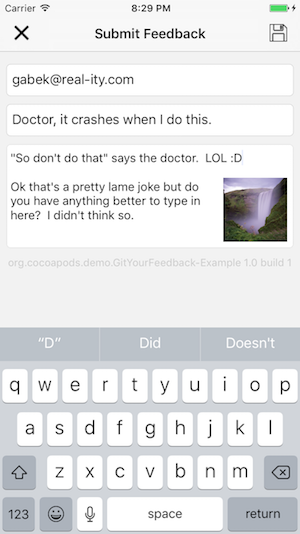 Carrier 8:29 PM
Submit Feedback
gabek@real-ity.com
Doctor, it crashes when I do this.
"So don't do that" says the doctor.  LOL :D
Ok that's a pretty lame joke but do
you have anything better to type in
here?  I didn't think so.
org.cocoapods.demo.GitYourFeedback-Example 1.0 build 1
“D” Did Doesn't
q w e r t y u i o p
a s d f g h j k l
z x c v b n m
123 space return